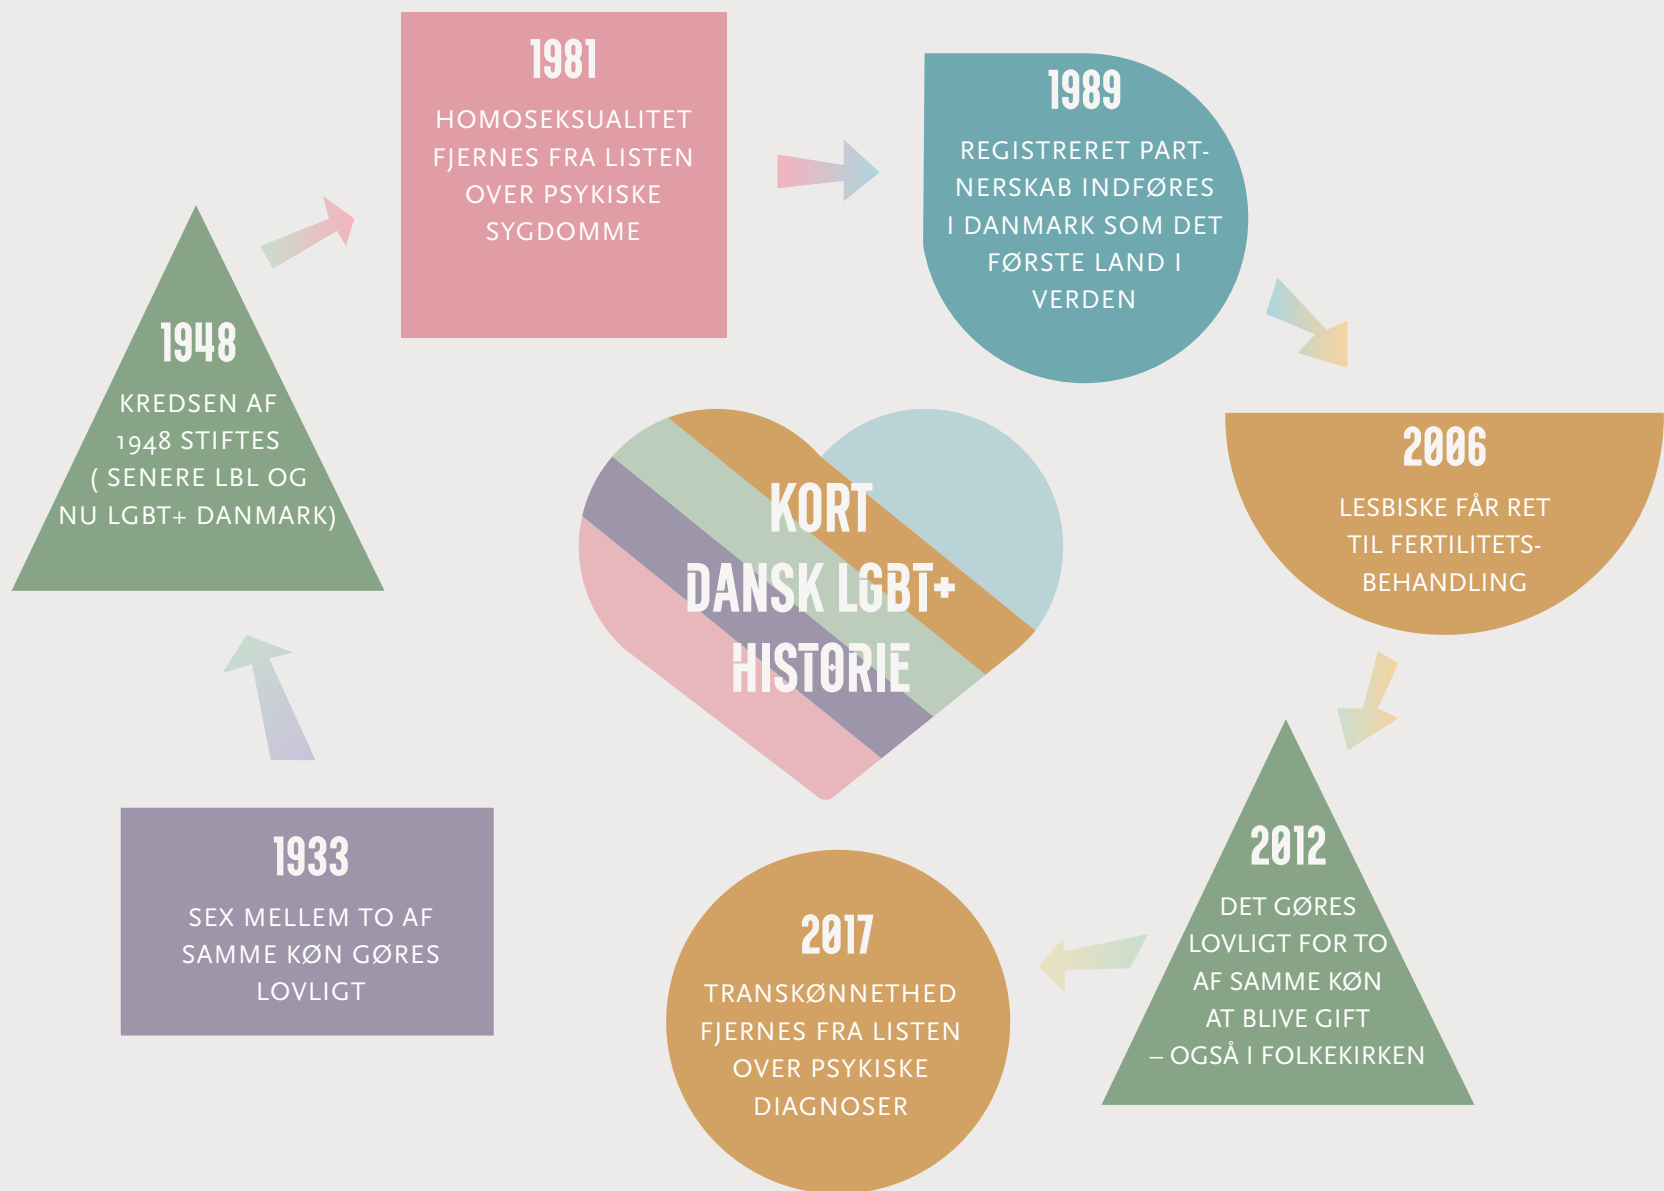 KORT
DANSK LGBT+
HISTORIE
1933
SEX MELLEM TO AF
SAMME KØN GØRES
LOVLIGT
1948
KREDSEN AF
1948 STIFTES
( SENERE LBL OG
NU LGBT+ DANMARK)
1981
HOMOSEKSUALITET
FJERNES FRA LISTEN
OVER PSYKISKE
SYGDOMME
1989
REGISTRERET PART-
NERSKAB INDFØRES
I DANMARK SOM DET
FØRSTE LAND I
VERDEN
2006
LESBISKE FÅR RET
TIL FERTILITETS-
BEHANDLING
2012
DET GØRES
LOVLIGT FOR TO
AF SAMME KØN
AT BLIVE GIFT
– OGSÅ I FOLKEKIRKEN
2017
TRANSKØNNETHED
FJERNES FRA LISTEN
OVER PSYKISKE
DIAGNOSER